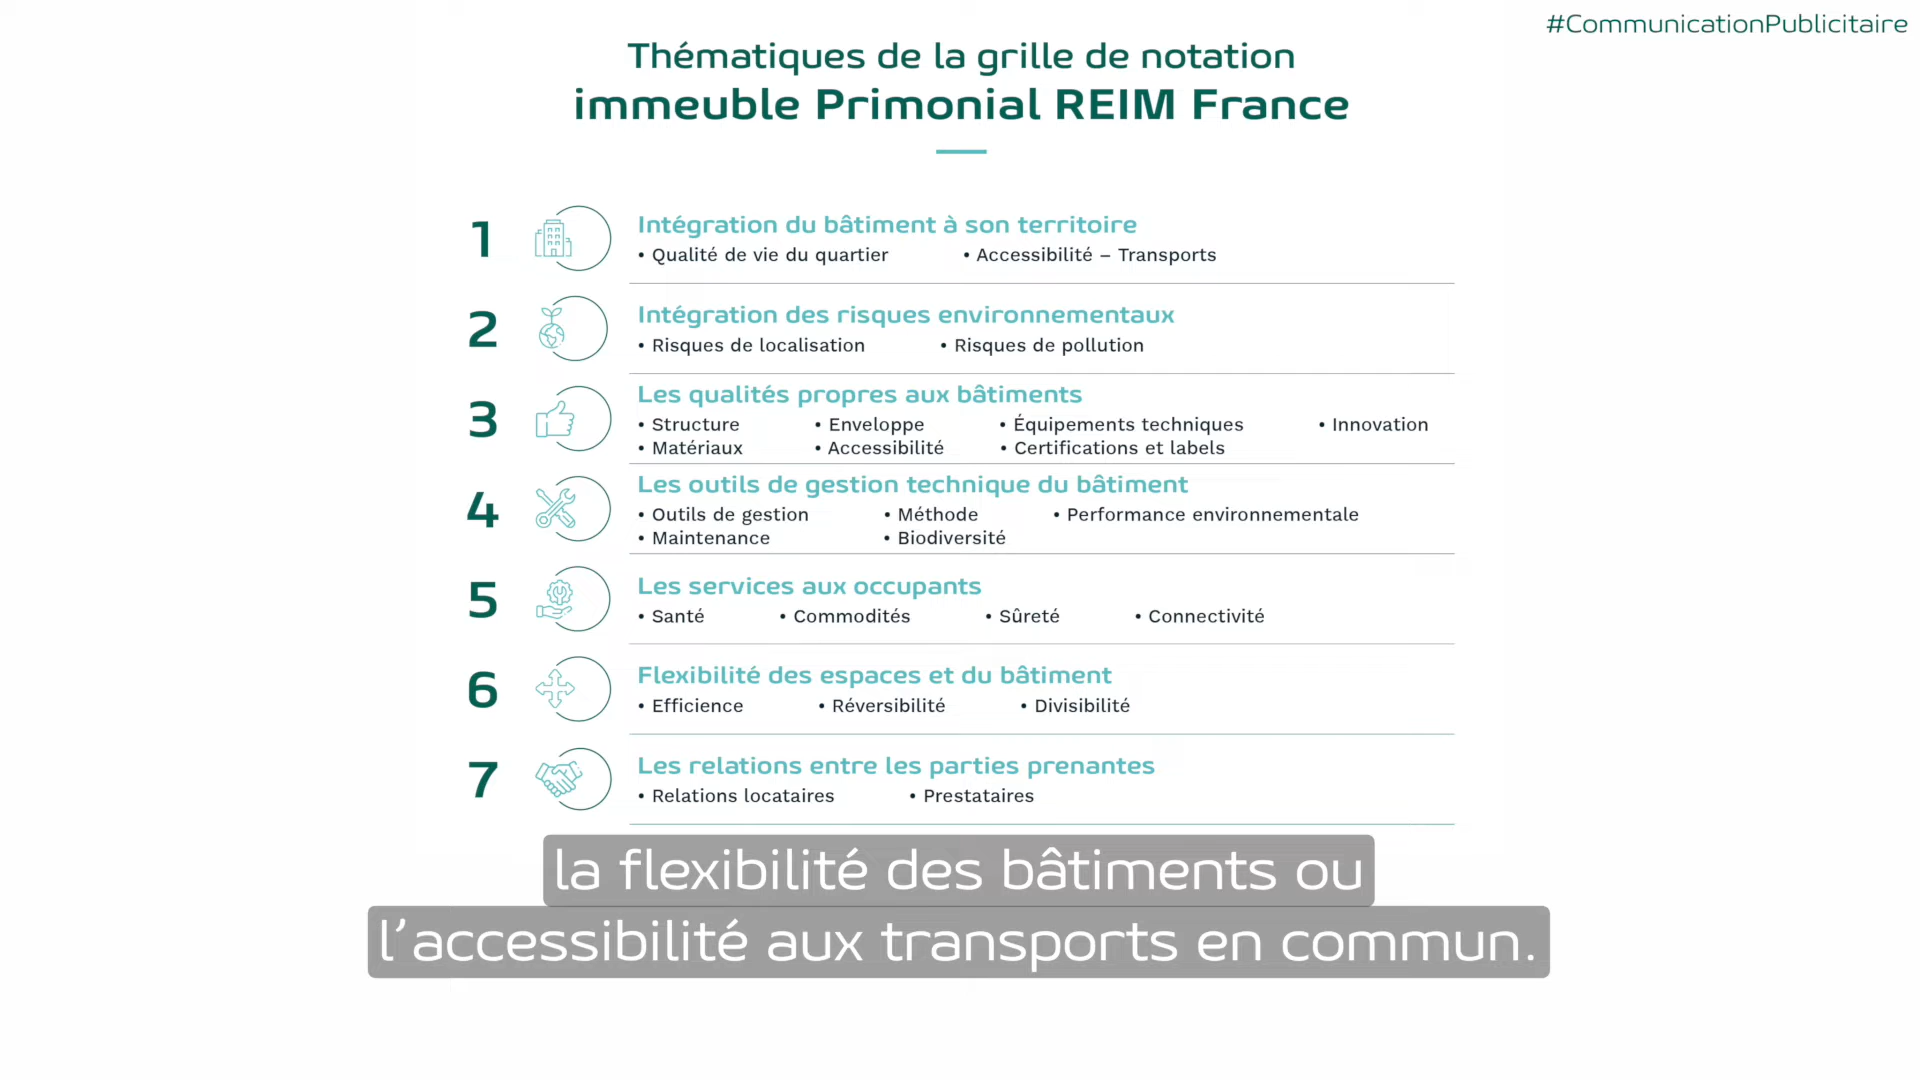 #CommunicationPublicitaire
Thématiques de la grille de notation
immeuble Primonial REIM France
1
Intégration du bâtiment à son territoire
• Qualité de vie du quartier • Accessibilité – Transports
2
Intégration des risques environnementaux
• Risques de localisation • Risques de pollution
3
Les qualités propres aux bâtiments
• Structure • Enveloppe • Équipements techniques • Innovation
• Matériaux • Accessibilité • Certifications et labels
4
Les outils de gestion technique du bâtiment
• Outils de gestion • Méthode • Performance environnementale
• Maintenance • Biodiversité
5
Les services aux occupants
• Santé • Commodités • Sûreté • Connectivité
6
Flexibilité des espaces et du bâtiment
• Efficience • Réversibilité • Divisibilité
7
Les relations entre les parties prenantes
• Relations locataires • Prestataires
la flexibilité des bâtiments ou
l’accessibilité aux transports en commun.